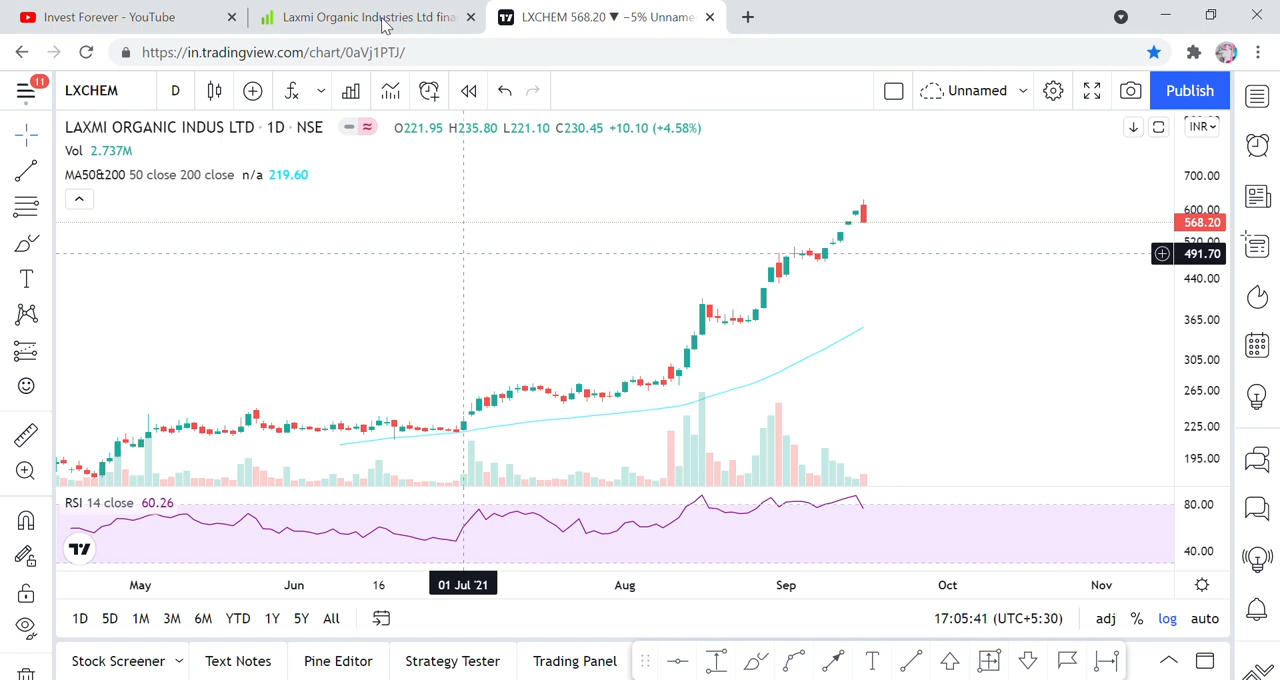 Invest Forever - YouTube
Laxmi Organic Industries Ltd fina
LXCHEM 568.20 ▼ −5% Unname
https://in.tradingview.com/chart/0aVj1PTJ/
11
LXCHEM
D
Unnamed
Publish
LAXMI ORGANIC INDUS LTD · 1D · NSE
O221.95 H235.80 L221.10 C230.45 +10.10 (+4.58%)
INR
Vol 2.737M
MA50&200 50 close 200 close n/a 219.60
700.00
600.00
568.20
520.00
491.70
440.00
365.00
305.00
265.00
225.00
195.00
RSI 14 close 60.26
80.00
40.00
May
Jun
16
01 Jul '21
Aug
Sep
Oct
Nov
1D
5D
1M
3M
6M
YTD
1Y
5Y
All
17:05:41 (UTC+5:30)
adj
%
log
auto
Stock Screener
Text Notes
Pine Editor
Strategy Tester
Trading Panel